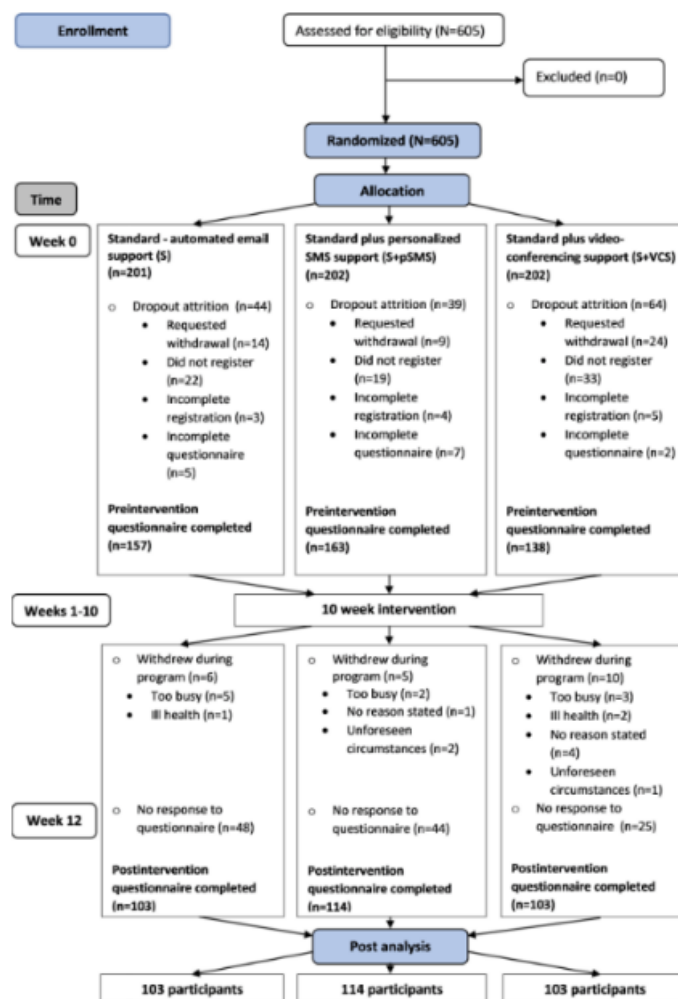 Enrollment
Assessed for eligibility (N=605)
Excluded (n=0)
Randomized (N=605)
Allocation
Time
Week 0
Standard - automated email
support (S)
(n=201)
o Dropout attrition (n=44)
• Requested
withdrawal (n=14)
• Did not register
(n=22)
• Incomplete
registration (n=3)
• Incomplete
questionnaire
(n=5)
Preintervention
questionnaire completed
(n=157)
Standard plus personalized
SMS support (S+pSMS)
(n=202)
o Dropout attrition (n=39)
• Requested
withdrawal (n=9)
• Did not register
(n=19)
• Incomplete
registration (n=4)
• Incomplete
questionnaire (n=7)
Preintervention
questionnaire completed
(n=163)
Standard plus video-
conferencing support (S+VCS)
(n=202)
o Dropout attrition (n=64)
• Requested
withdrawal (n=24)
• Did not register
(n=33)
• Incomplete
registration (n=5)
• Incomplete
questionnaire (n=2)
Preintervention
questionnaire completed
(n=138)
Weeks 1-10
10 week intervention
o Withdrew during
program (n=6)
• Too busy (n=5)
• Ill health (n=1)
o No response to
questionnaire (n=48)
Postintervention
questionnaire completed
(n=103)
o Withdrew during
program (n=5)
• Too busy (n=2)
• No reason stated (n=1)
• Unforeseen
circumstances (n=2)
o No response to
questionnaire (n=44)
Postintervention
questionnaire completed
(n=114)
o Withdrew during
program (n=10)
• Too busy (n=3)
• Ill health (n=2)
• No reason stated
(n=4)
• Unforeseen
circumstances (n=1)
o No response to
questionnaire (n=25)
Postintervention
questionnaire completed
(n=103)
Week 12
Post analysis
103 participants
114 participants
103 participants